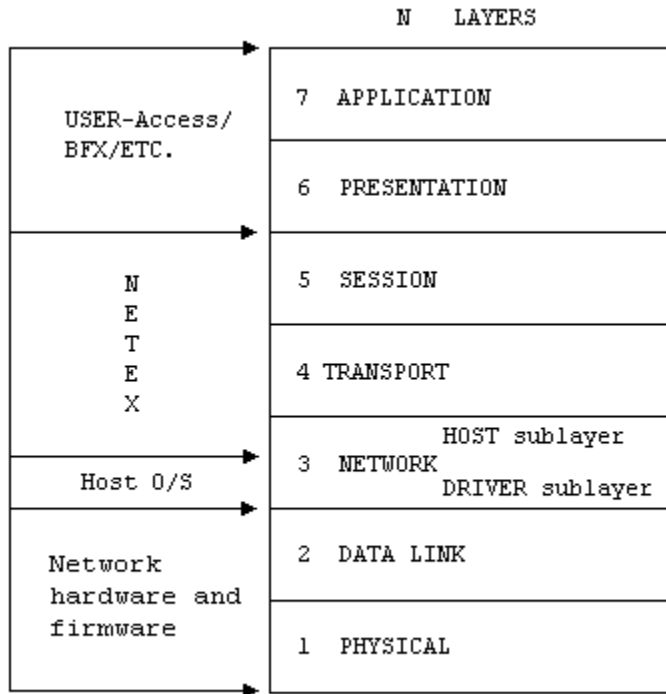 N LAYERS
USER-Access/
BFX/ETC.
7 APPLICATION
6 PRESENTATION
N
E
T
E
X
5 SESSION
4 TRANSPORT
HOST sublayer
3 NETWORK
DRIVER sublayer
Host O/S
Network
hardware and
firmware
2 DATA LINK
1 PHYSICAL